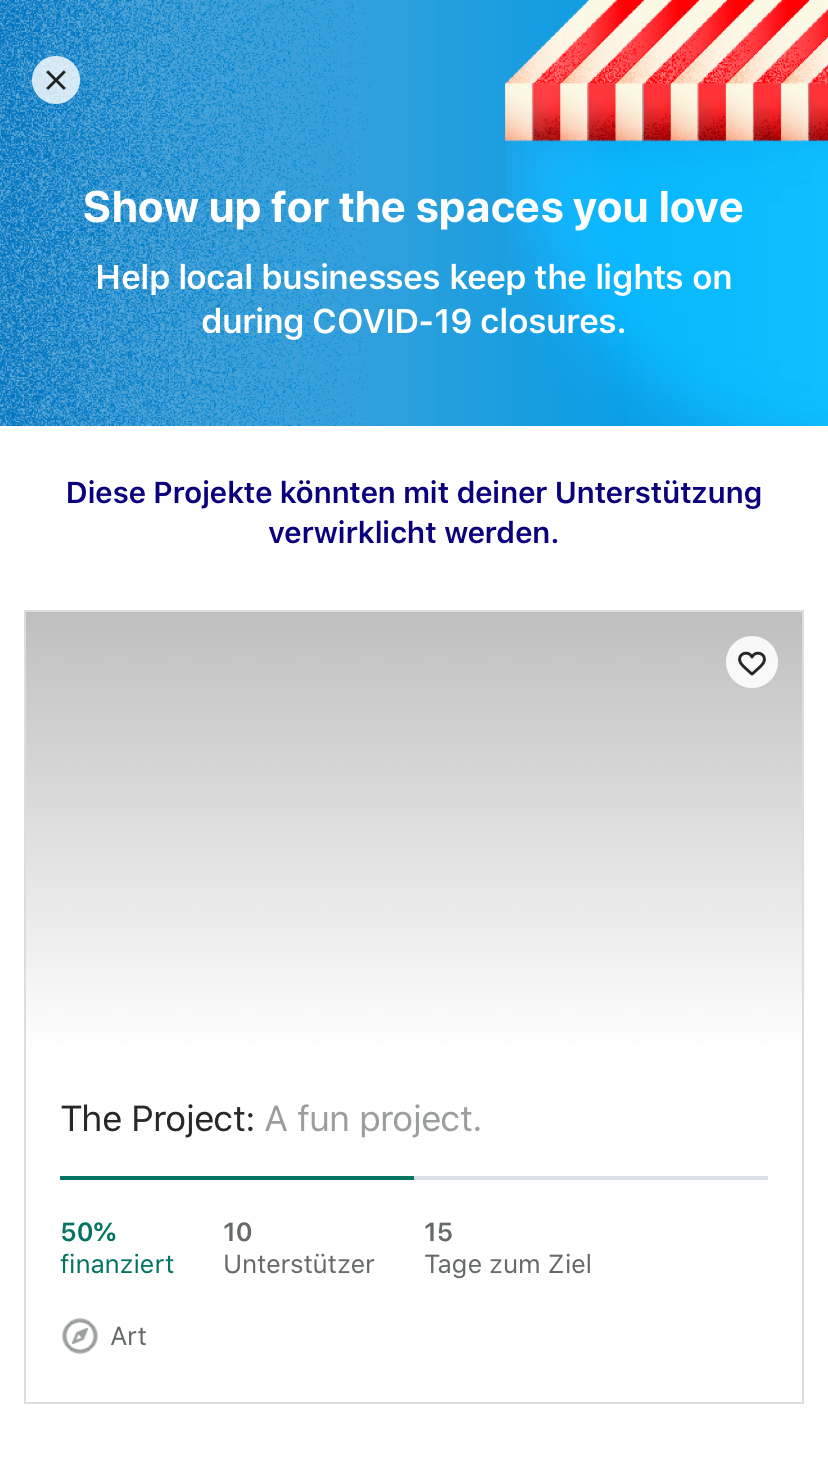 Show up for the spaces you love
Help local businesses keep the lights on
during COVID-19 closures.
Diese Projekte könnten mit deiner Unterstützung
verwirklicht werden.
The Project: A fun project.
50% 10 15
finanziert Unterstützer Tage zum Ziel
Art